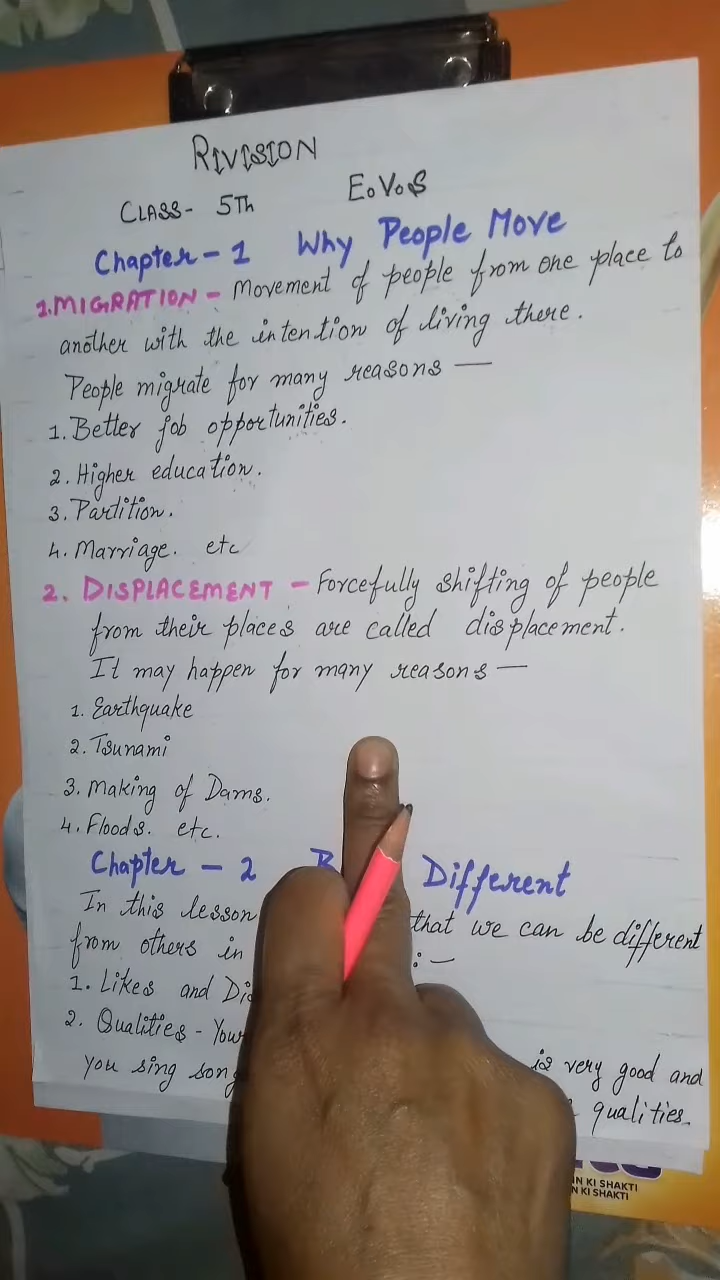 RIVISION
CLASS- 5Th E.V.S
Chapter - 1 Why People Move
1. MIGRATION - Movement of people from one place to
another with the intention of living there.
People migrate for many reasons —
1. Better job opportunities.
2. Higher education.
3. Partition.
4. Marriage. etc
2. DISPLACEMENT - Forcefully shifting of people
from their places are called displacement.
It may happen for many reasons —
1. Earthquake
2. Tsunami
3. Making of Dams.
4. Floods. etc.
Chapter - 2 Different
In this lesson that we can be different
from others in :—
1. Likes and
2. Qualities -
you sing is very good and
qualities.
IN KI SHAKTI
N KI SHAKTI